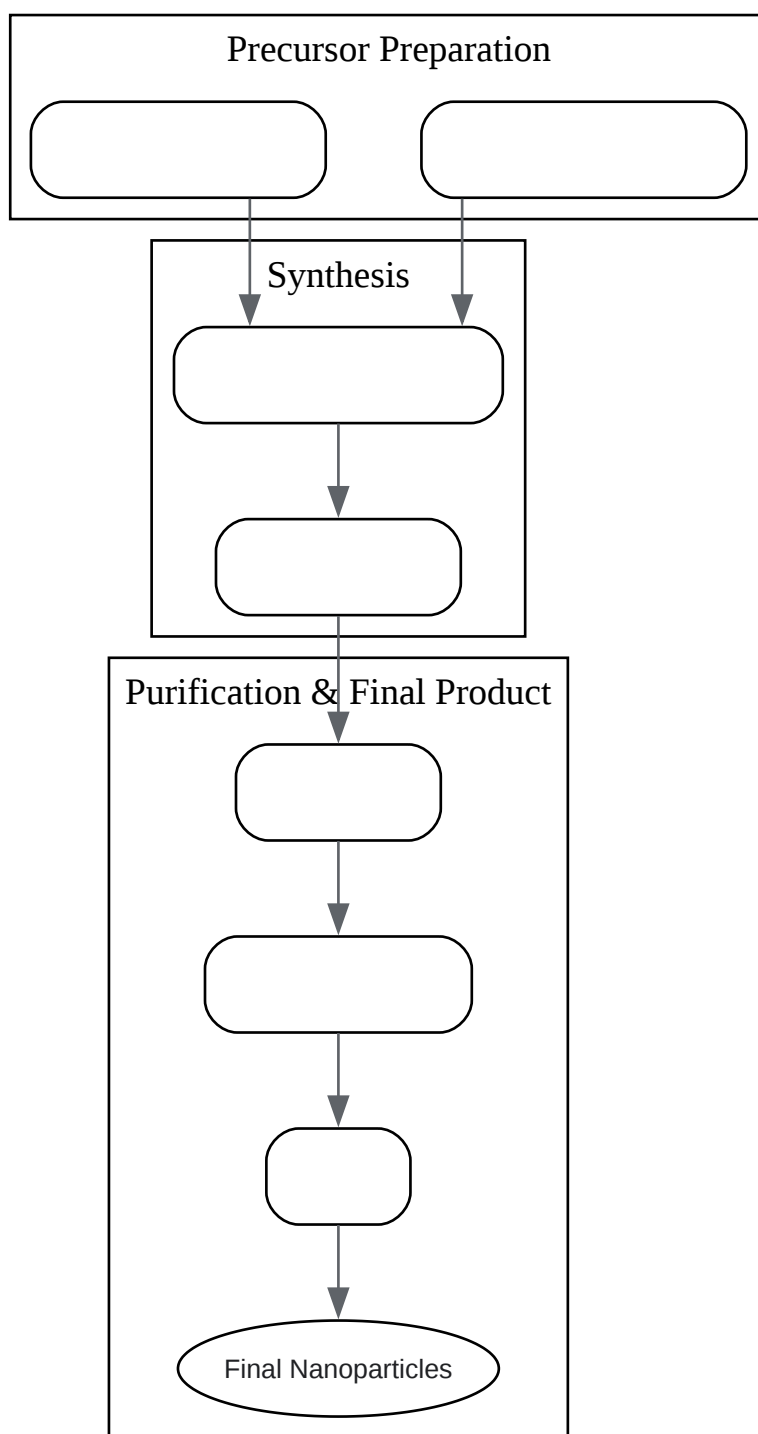 Precursor Preparation
Synthesis
Purification & Final Product
Final Nanoparticles